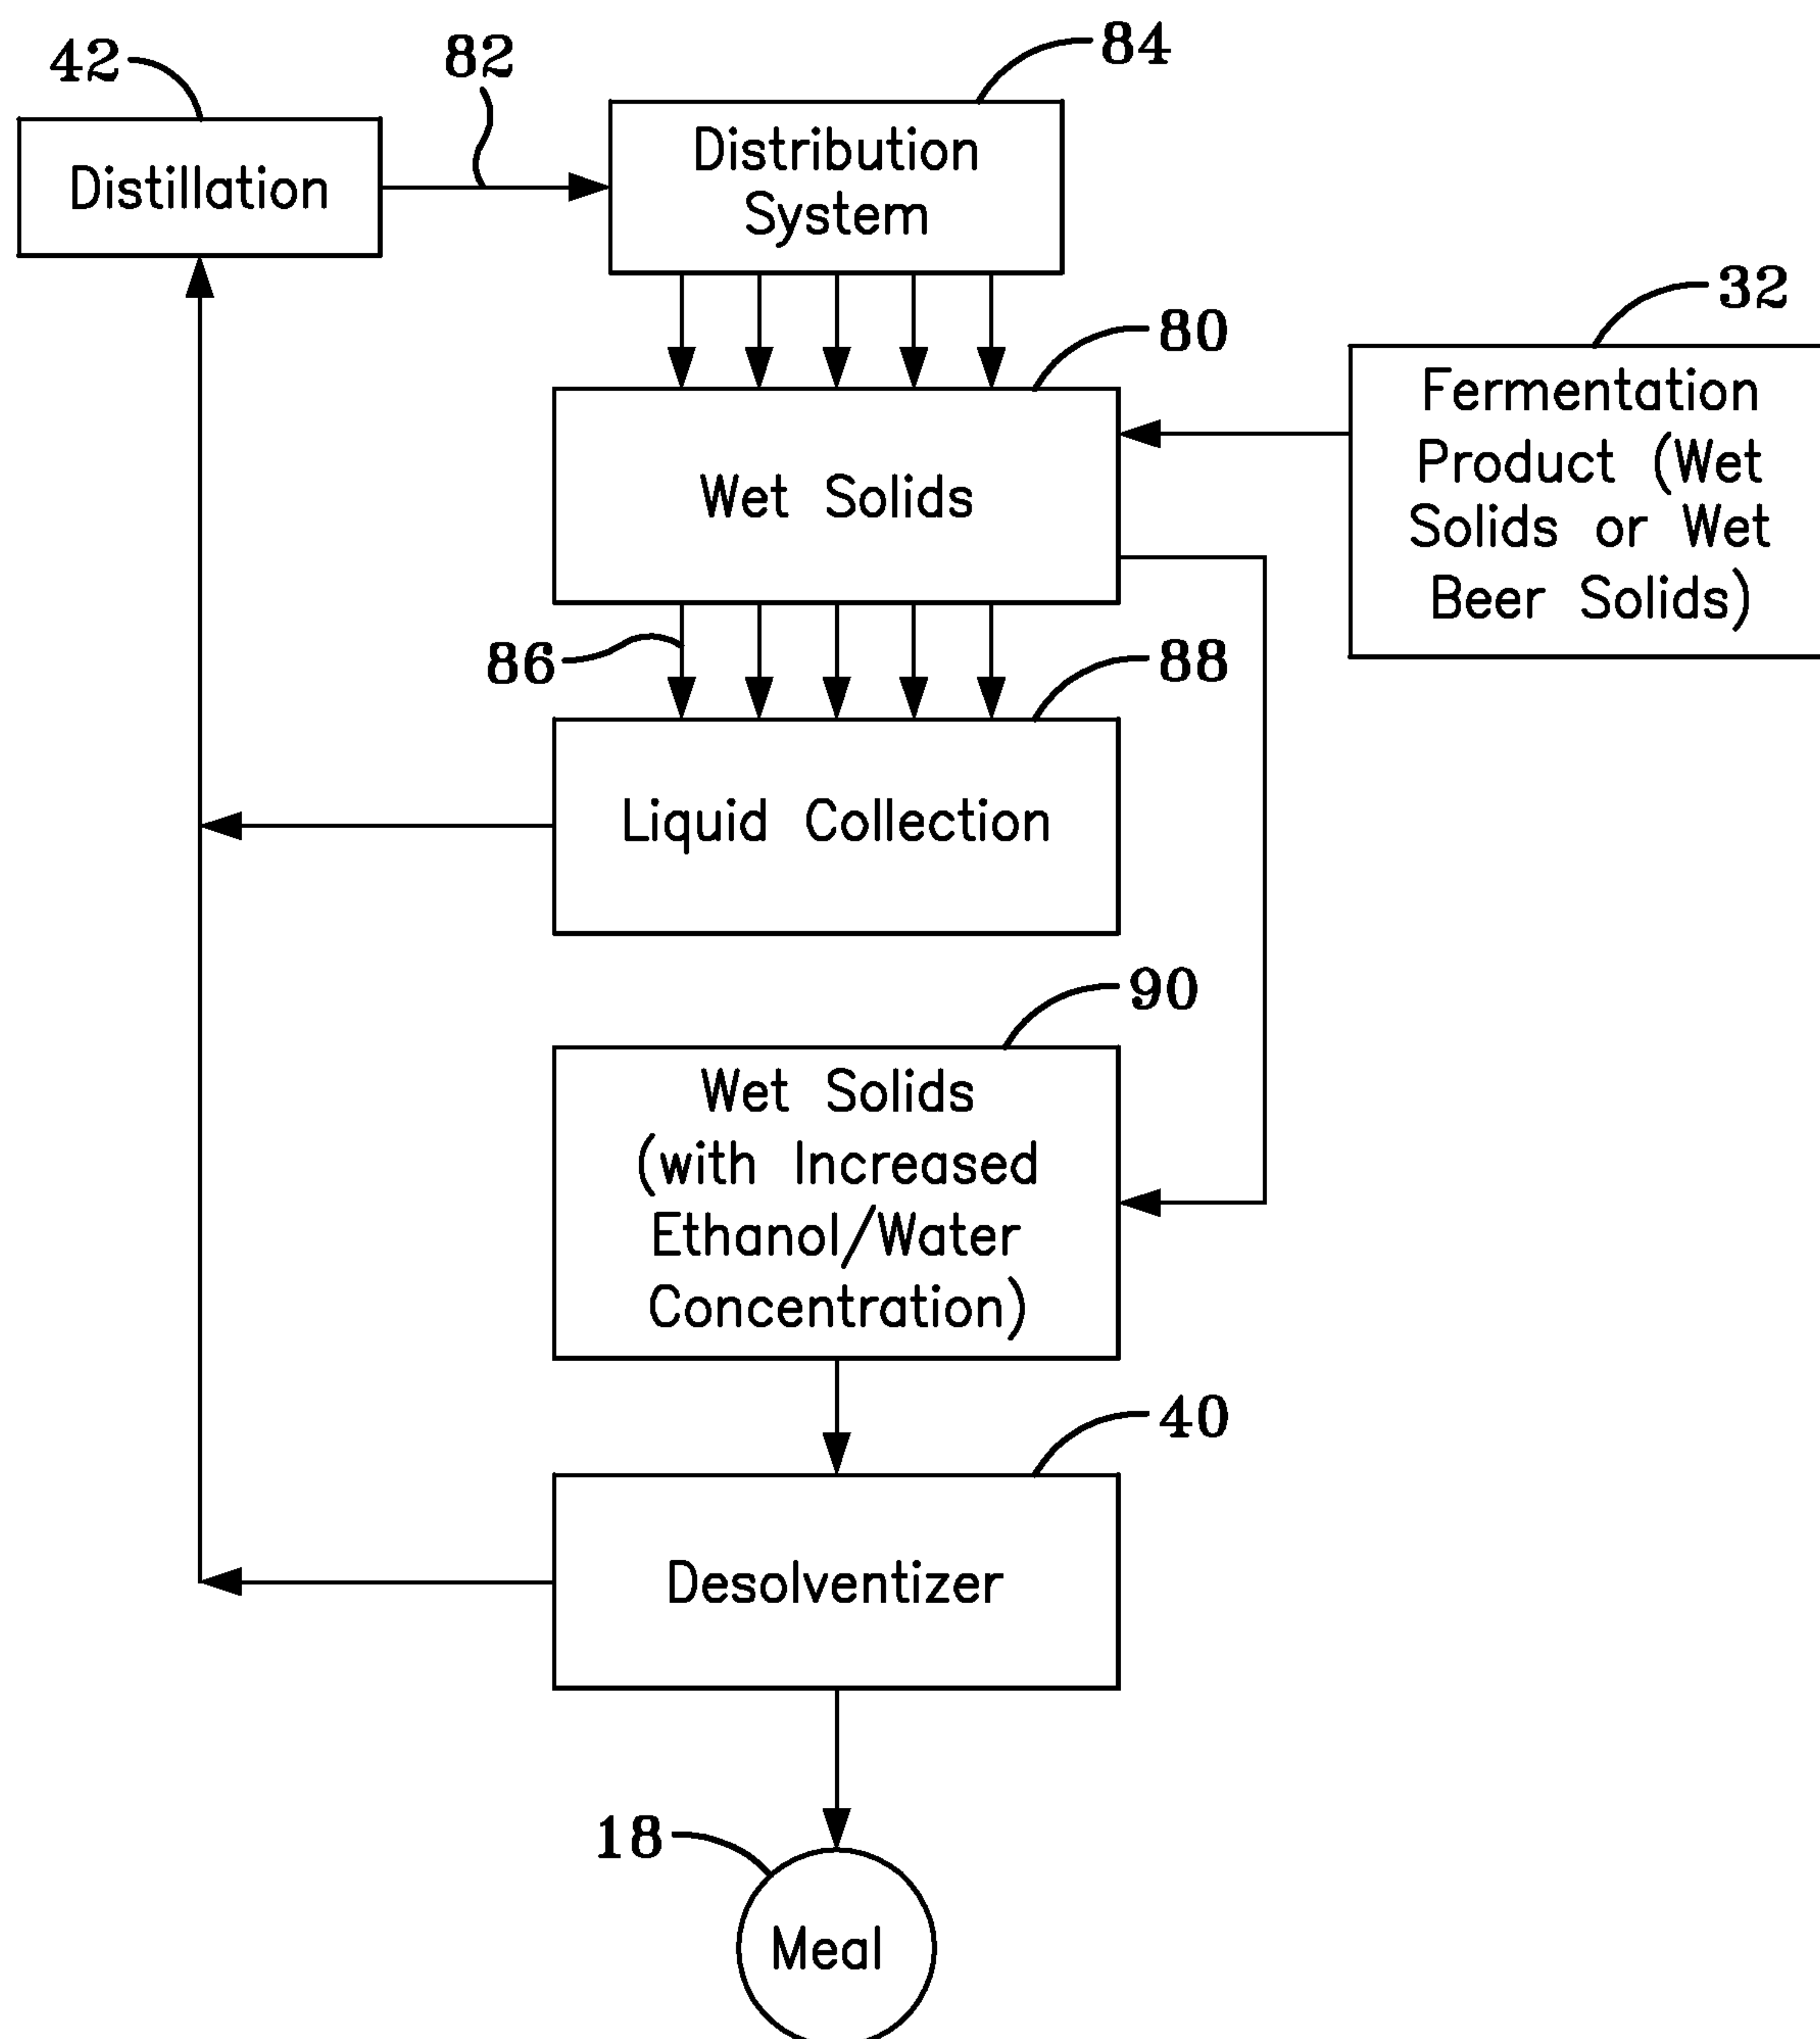 42
82
84
Distillation
Distribution
System
32
80
Fermentation
Product (Wet
Solids or Wet
Beer Solids)
Wet Solids
86
88
Liquid Collection
90
Wet Solids
(with Increased
Ethanol/Water
Concentration)
40
Desolventizer
18
Meal